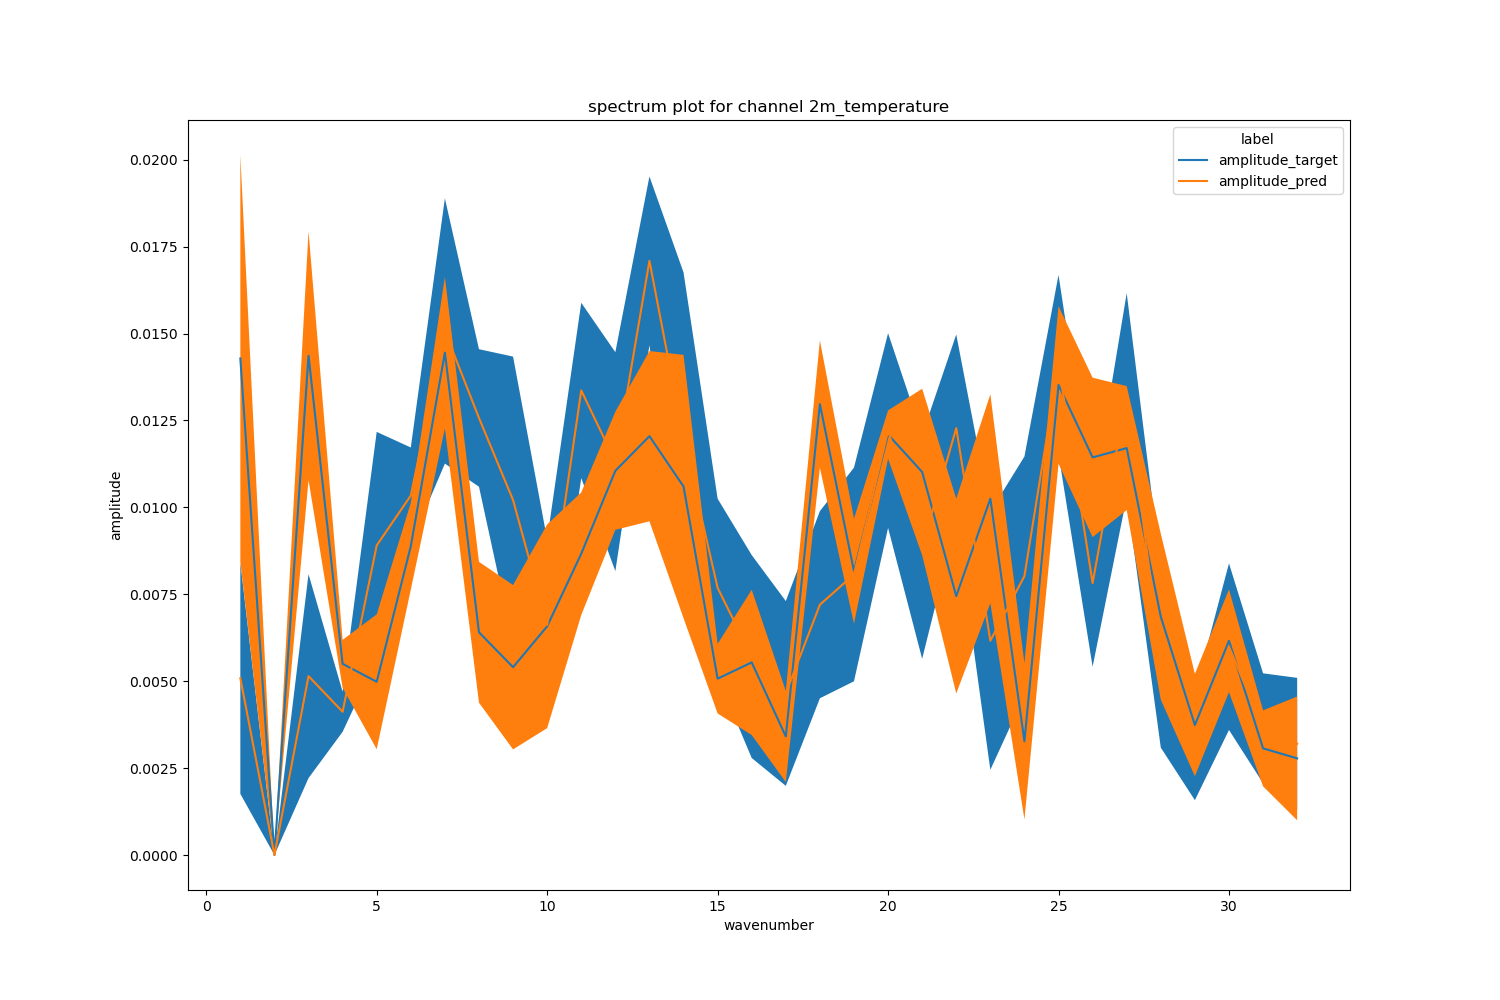 spectrum plot for channel 2m_temperature
label
amplitude_target
amplitude_pred
0.0200
0.0175
0.0150
0.0125
0.0100
0.0075
0.0050
0.0025
0.0000
amplitude
0 5 10 15 20 25 30
wavenumber